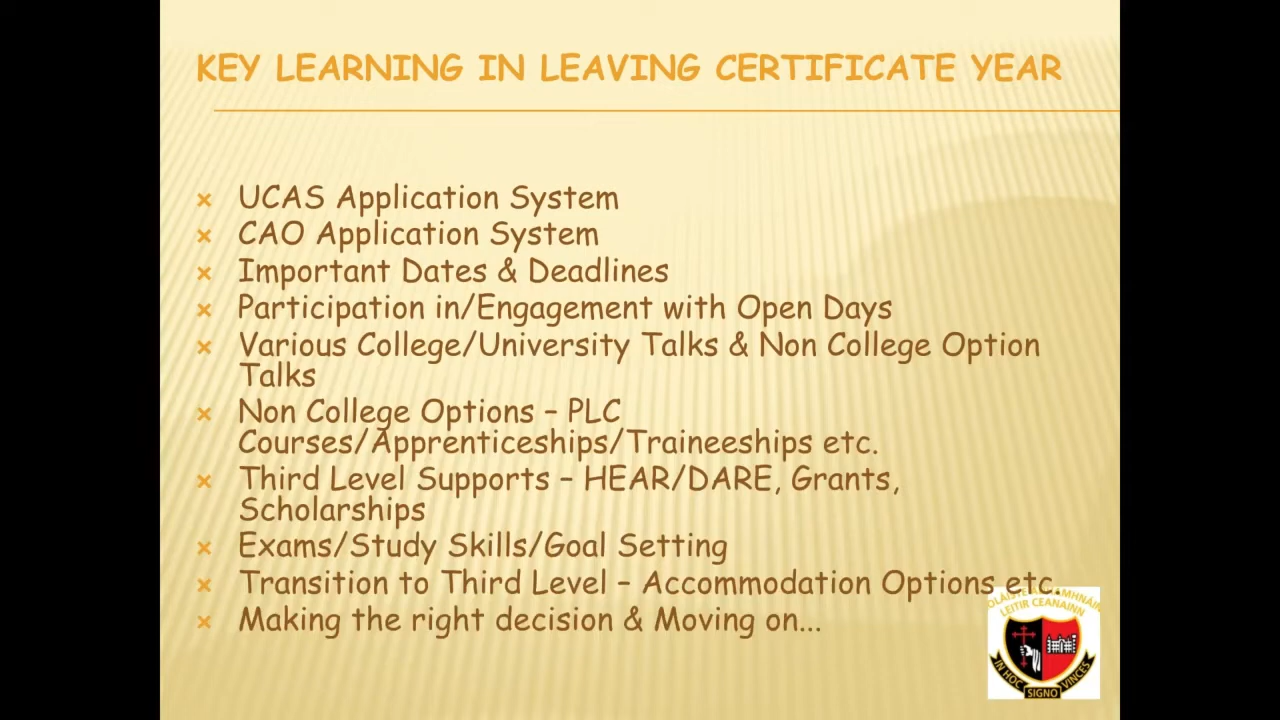 KEY LEARNING IN LEAVING CERTIFICATE YEAR
UCAS Application System
CAO Application System
Important Dates & Deadlines
Participation in/Engagement with Open Days
Various College/University Talks & Non College Option
Talks
Non College Options – PLC
Courses/Apprenticeships/Traineeships etc.
Third Level Supports – HEAR/DARE, Grants,
Scholarships
Exams/Study Skills/Goal Setting
Transition to Third Level – Accommodation Options etc.
Making the right decision & Moving on...
LEITIR CEANAINN
IN HOC SIGNO VINCES